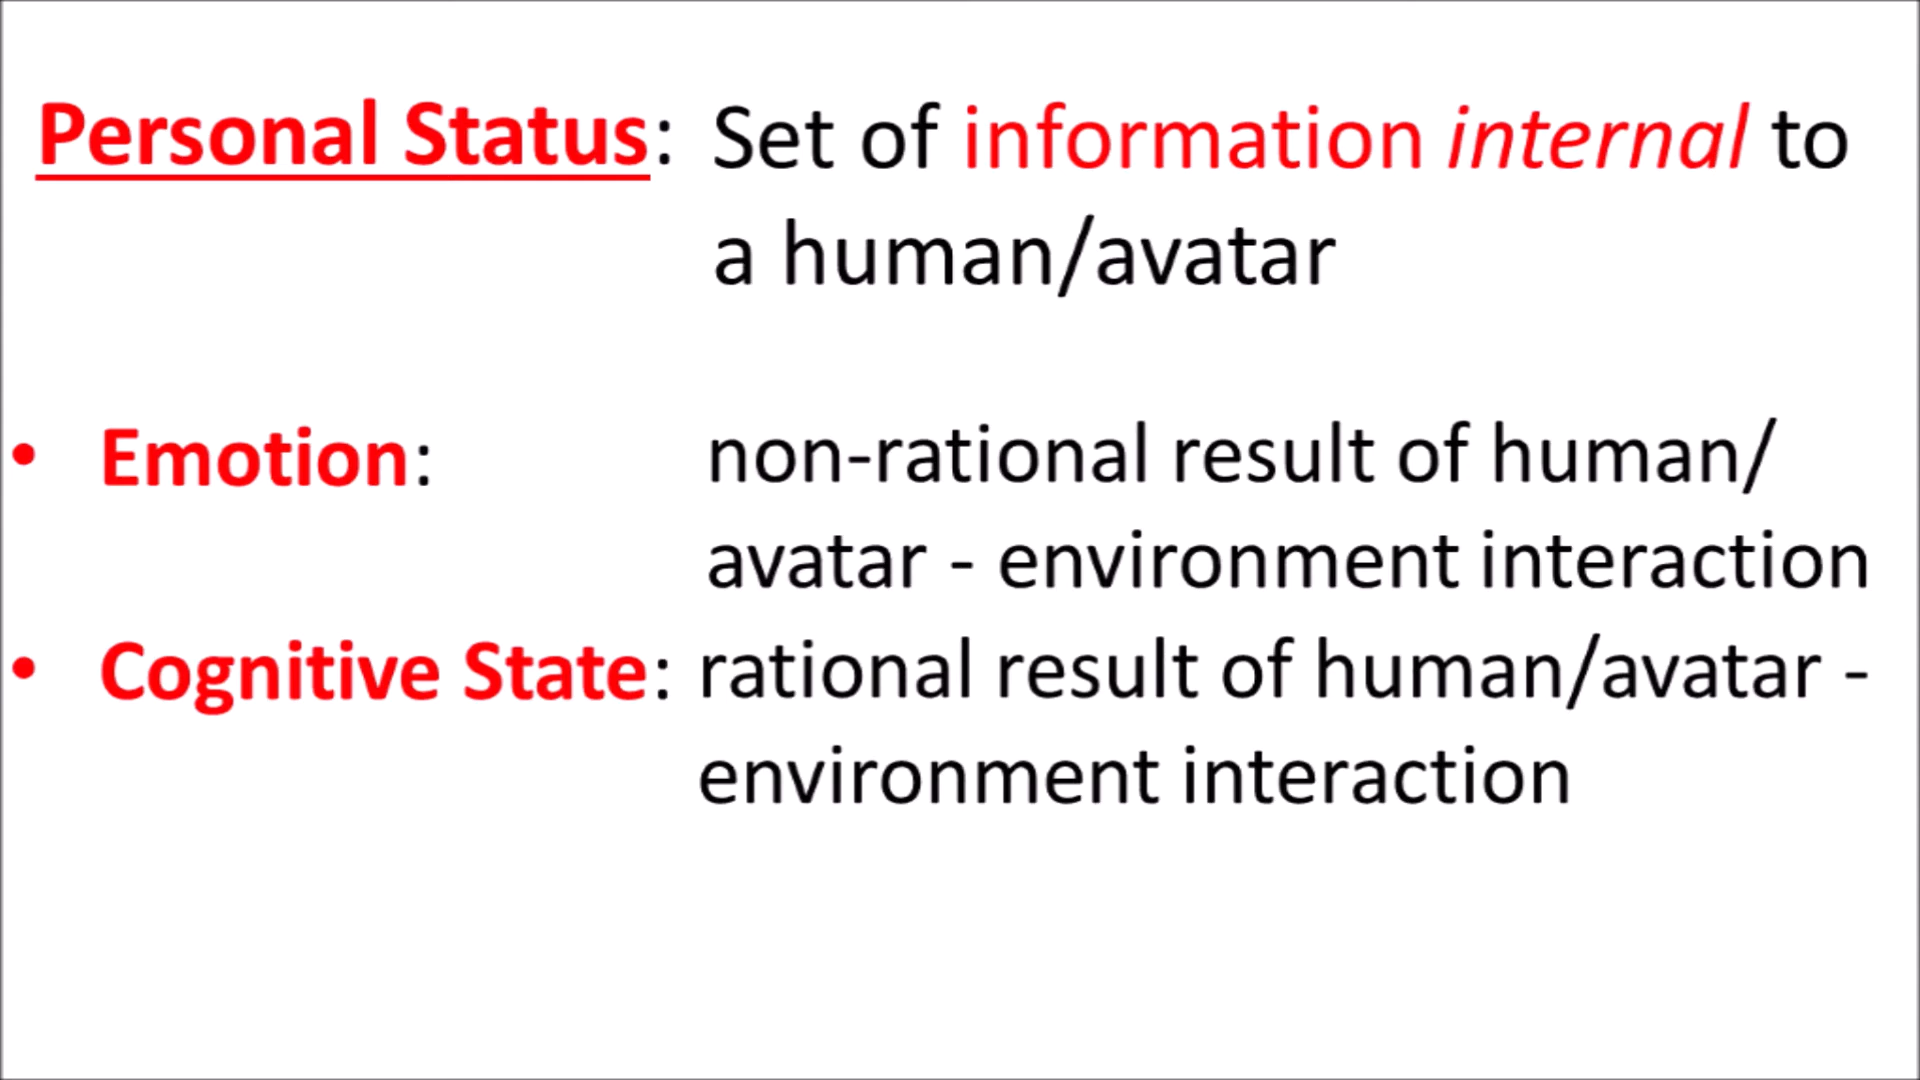 Personal Status: Set of information internal to
a human/avatar
• Emotion: non-rational result of human/
avatar - environment interaction
• Cognitive State: rational result of human/avatar -
environment interaction